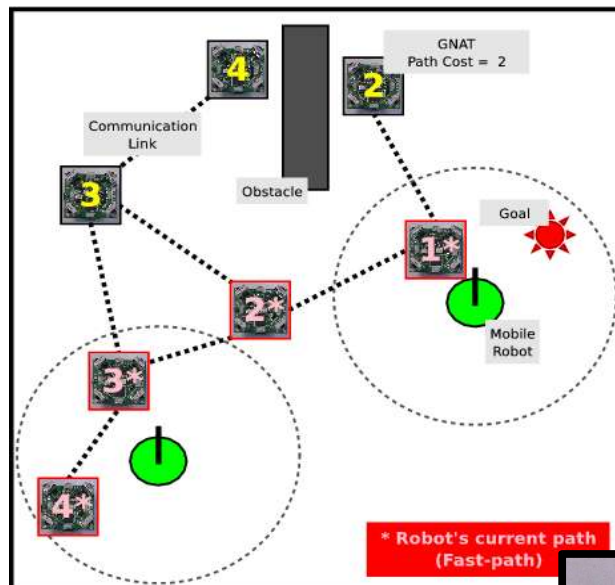 4
GNAT
Path Cost = 2
2
Communication
Link
3
Obstacle
Goal
1*
2*
Mobile
Robot
3*
4*
* Robot's current path
(Fast-path)